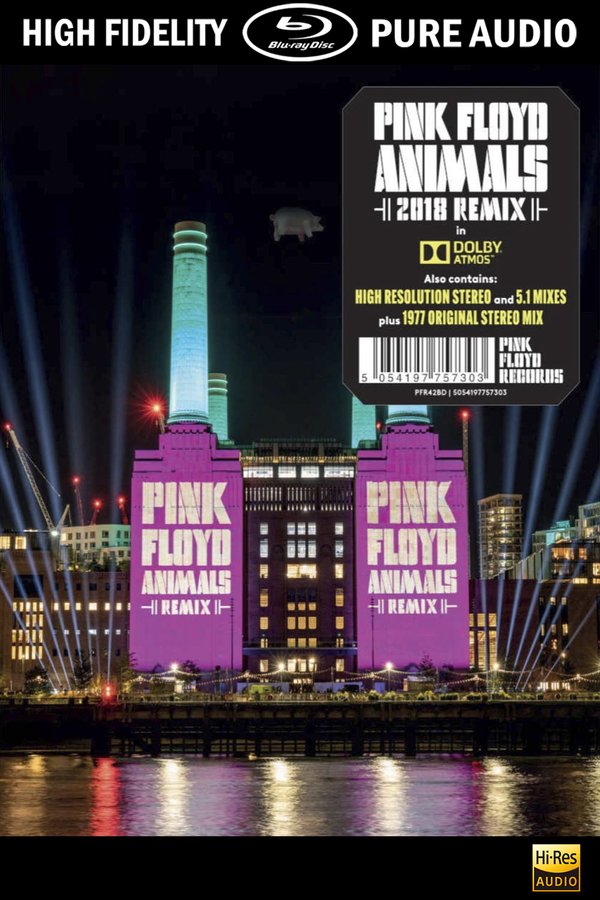 HIGH FIDELITY
Blu-ray Disc
PURE AUDIO
PINK FLOYD
ANIMALS
2018 REMIX
in
DOLBY
ATMOS™
Also contains:
HIGH RESOLUTION STEREO and 5.1 MIXES
plus 1977 ORIGINAL STEREO MIX
5 054197 757303
PINK
FLOYD
RECORDS
PFR42BD | 5054197757303
PINK
FLOYD
ANIMALS
REMIX
PINK
FLOYD
ANIMALS
REMIX
Hi-Res
AUDIO